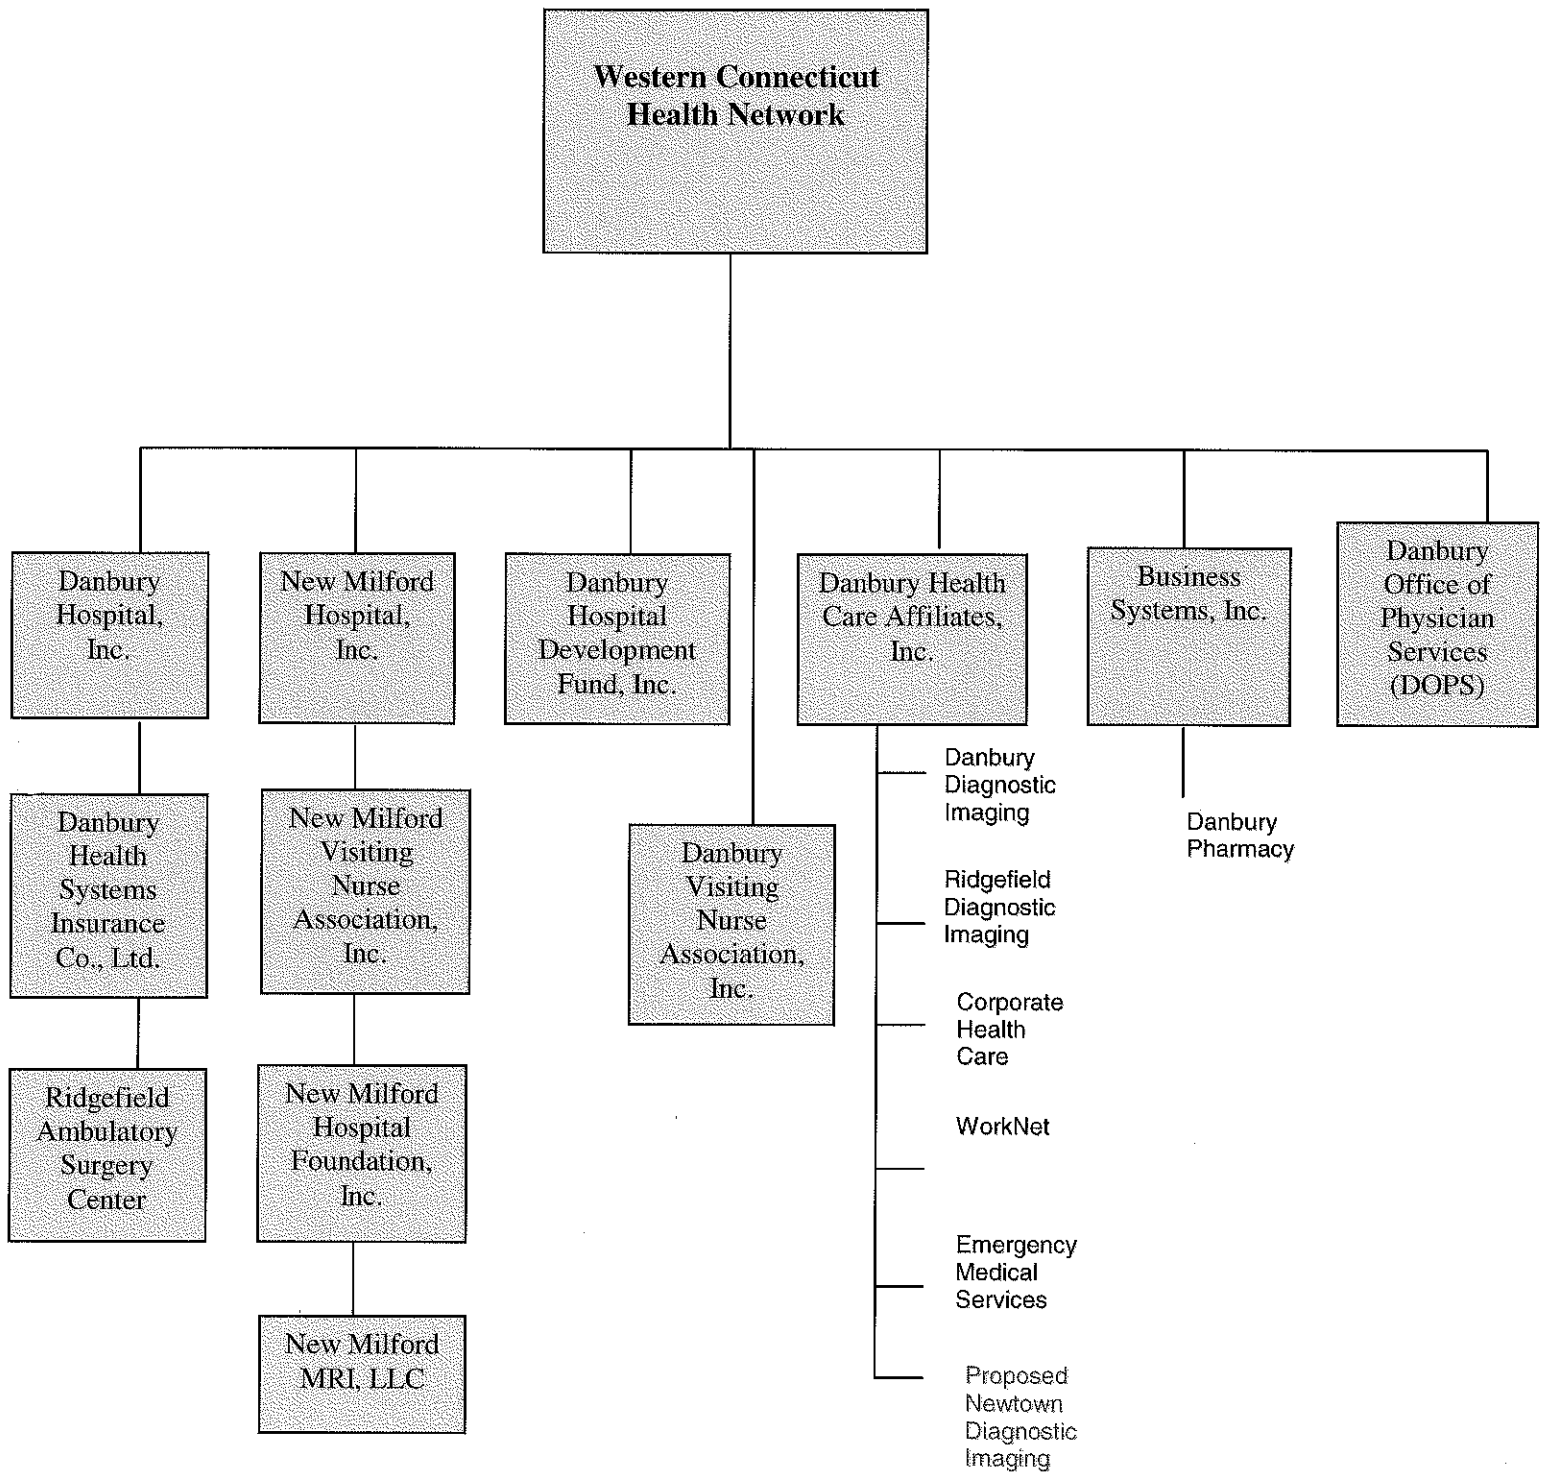 Western Connecticut
Health Network
Danbury
Hospital,
Inc.
New Milford
Hospital,
Inc.
Danbury
Hospital
Development
Fund, Inc.
Danbury Health
Care Affiliates,
Inc.
Business
Systems, Inc.
Danbury
Office of
Physician
Services
(DOPS)
Danbury
Health
Systems
Insurance
Co., Ltd.
New Milford
Visiting
Nurse
Association,
Inc.
Danbury
Visiting
Nurse
Association,
Inc.
Danbury
Diagnostic
Imaging
Danbury
Pharmacy
Ridgefield
Diagnostic
Imaging
Corporate
Health
Care
Ridgefield
Ambulatory
Surgery
Center
New Milford
Hospital
Foundation,
Inc.
WorkNet
Emergency
Medical
Services
New Milford
MRI, LLC
Proposed
Newtown
Diagnostic
Imaging